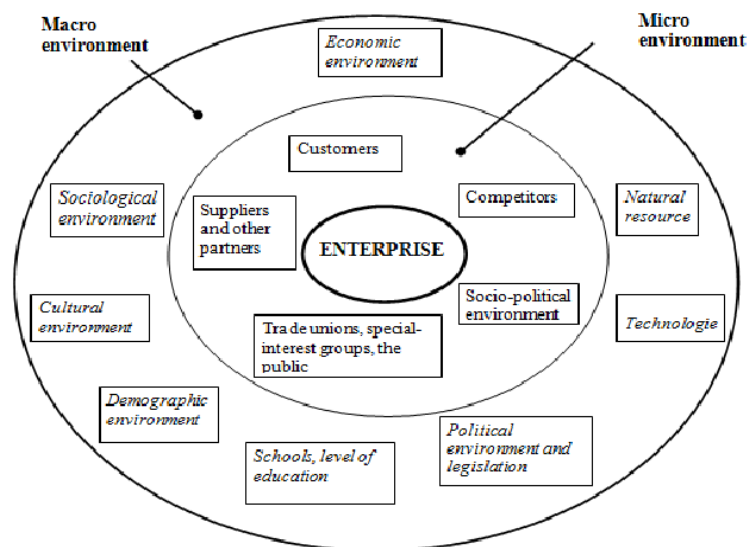 Macro
environment
Micro
environment
Economic
environment
Customers
Competitors
Sociological
environment
Suppliers
and other
partners
Natural
resource
ENTERPRISE
Socio-political
environment
Cultural
environment
Technologie
Trade unions, special-
interest groups, the
public
Demographic
environment
Schools, level of
education
Political
environment and
legislation